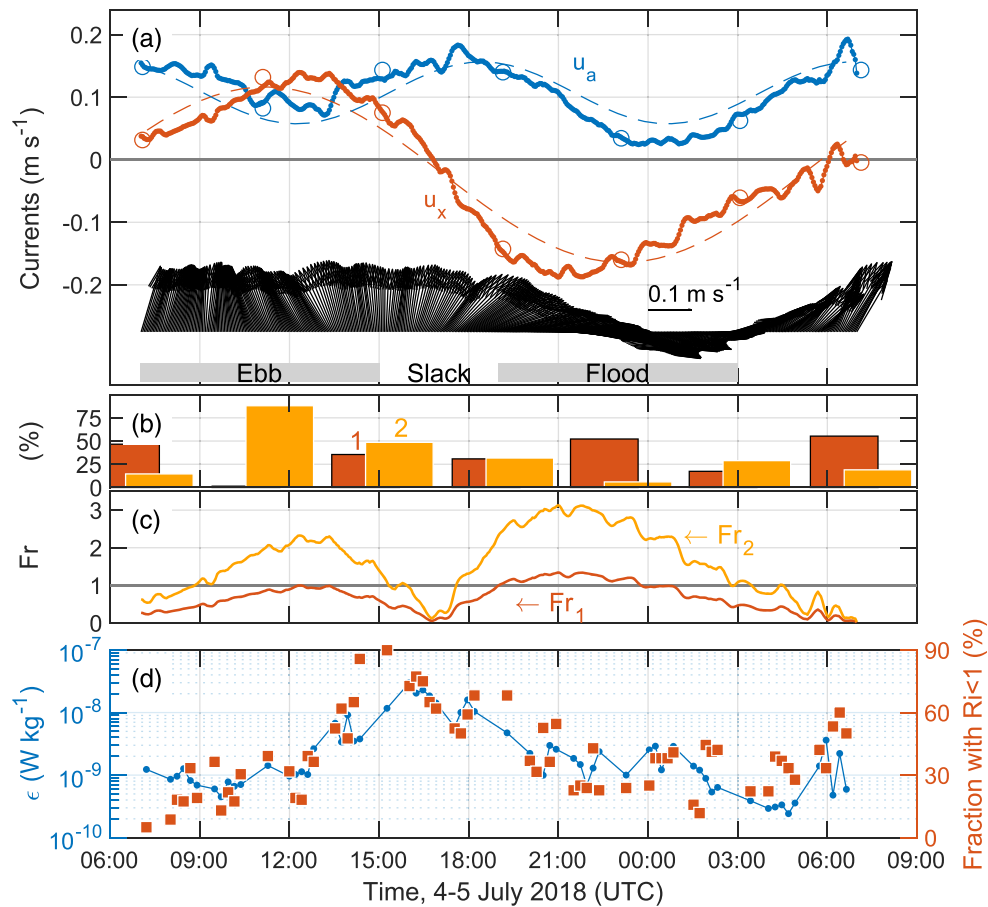 (a)
0.2
0.1
0
-0.1
-0.2
Currents (m s⁻¹)
uₐ
uₓ
0.1 m s⁻¹
Ebb
Slack
Flood
(b)
75
50
25
0
(%)
1
2
(c)
3
2
1
0
Fr
← Fr₂
← Fr₁
(d)
10⁻⁷
10⁻⁸
10⁻⁹
10⁻¹⁰
ϵ (W kg⁻¹)
90
60
30
0
Fraction with Ri<1 (%)
06:00 09:00 12:00 15:00 18:00 21:00 00:00 03:00 06:00 09:00
Time, 4-5 July 2018 (UTC)